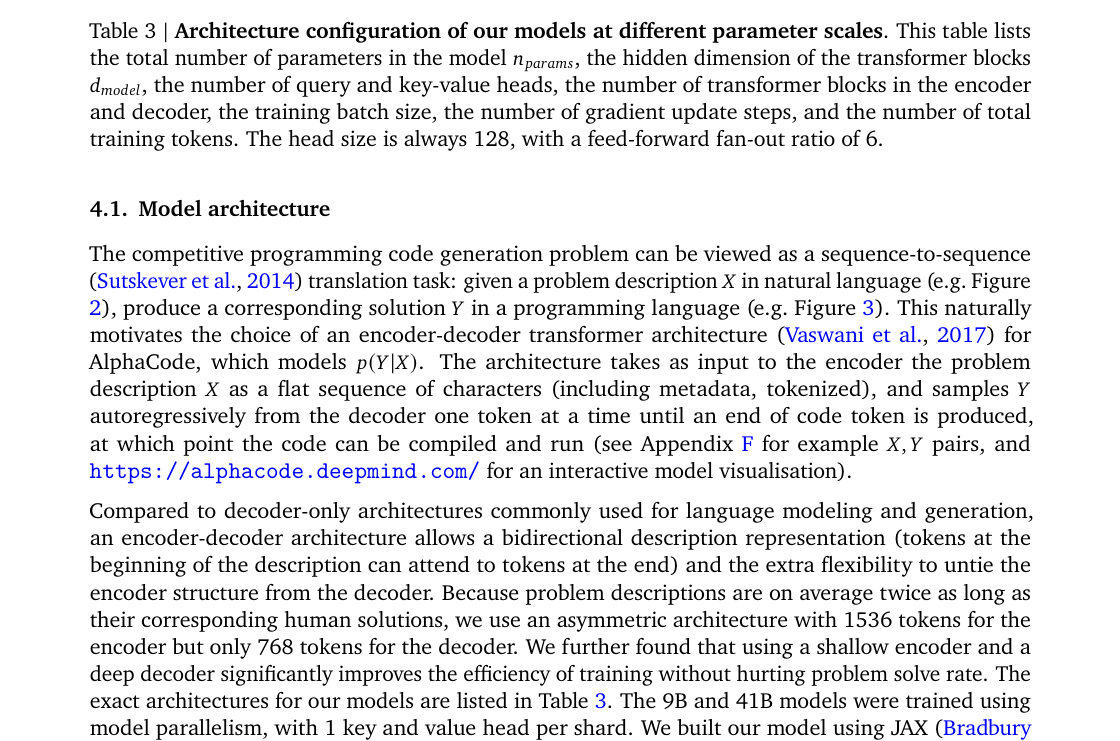 Table 3 | Architecture configuration of our models at different parameter scales. This table lists
the total number of parameters in the model n_params, the hidden dimension of the transformer blocks
d_model, the number of query and key-value heads, the number of transformer blocks in the encoder
and decoder, the training batch size, the number of gradient update steps, and the number of total
training tokens. The head size is always 128, with a feed-forward fan-out ratio of 6.
4.1. Model architecture
The competitive programming code generation problem can be viewed as a sequence-to-sequence
(Sutskever et al., 2014) translation task: given a problem description X in natural language (e.g. Figure
2), produce a corresponding solution Y in a programming language (e.g. Figure 3). This naturally
motivates the choice of an encoder-decoder transformer architecture (Vaswani et al., 2017) for
AlphaCode, which models p(Y|X). The architecture takes as input to the encoder the problem
description X as a flat sequence of characters (including metadata, tokenized), and samples Y
autoregressively from the decoder one token at a time until an end of code token is produced,
at which point the code can be compiled and run (see Appendix F for example X, Y pairs, and
https://alphacode.deepmind.com/ for an interactive model visualisation).
Compared to decoder-only architectures commonly used for language modeling and generation,
an encoder-decoder architecture allows a bidirectional description representation (tokens at the
beginning of the description can attend to tokens at the end) and the extra flexibility to untie the
encoder structure from the decoder. Because problem descriptions are on average twice as long as
their corresponding human solutions, we use an asymmetric architecture with 1536 tokens for the
encoder but only 768 tokens for the decoder. We further found that using a shallow encoder and a
deep decoder significantly improves the efficiency of training without hurting problem solve rate. The
exact architectures for our models are listed in Table 3. The 9B and 41B models were trained using
model parallelism, with 1 key and value head per shard. We built our model using JAX (Bradbury